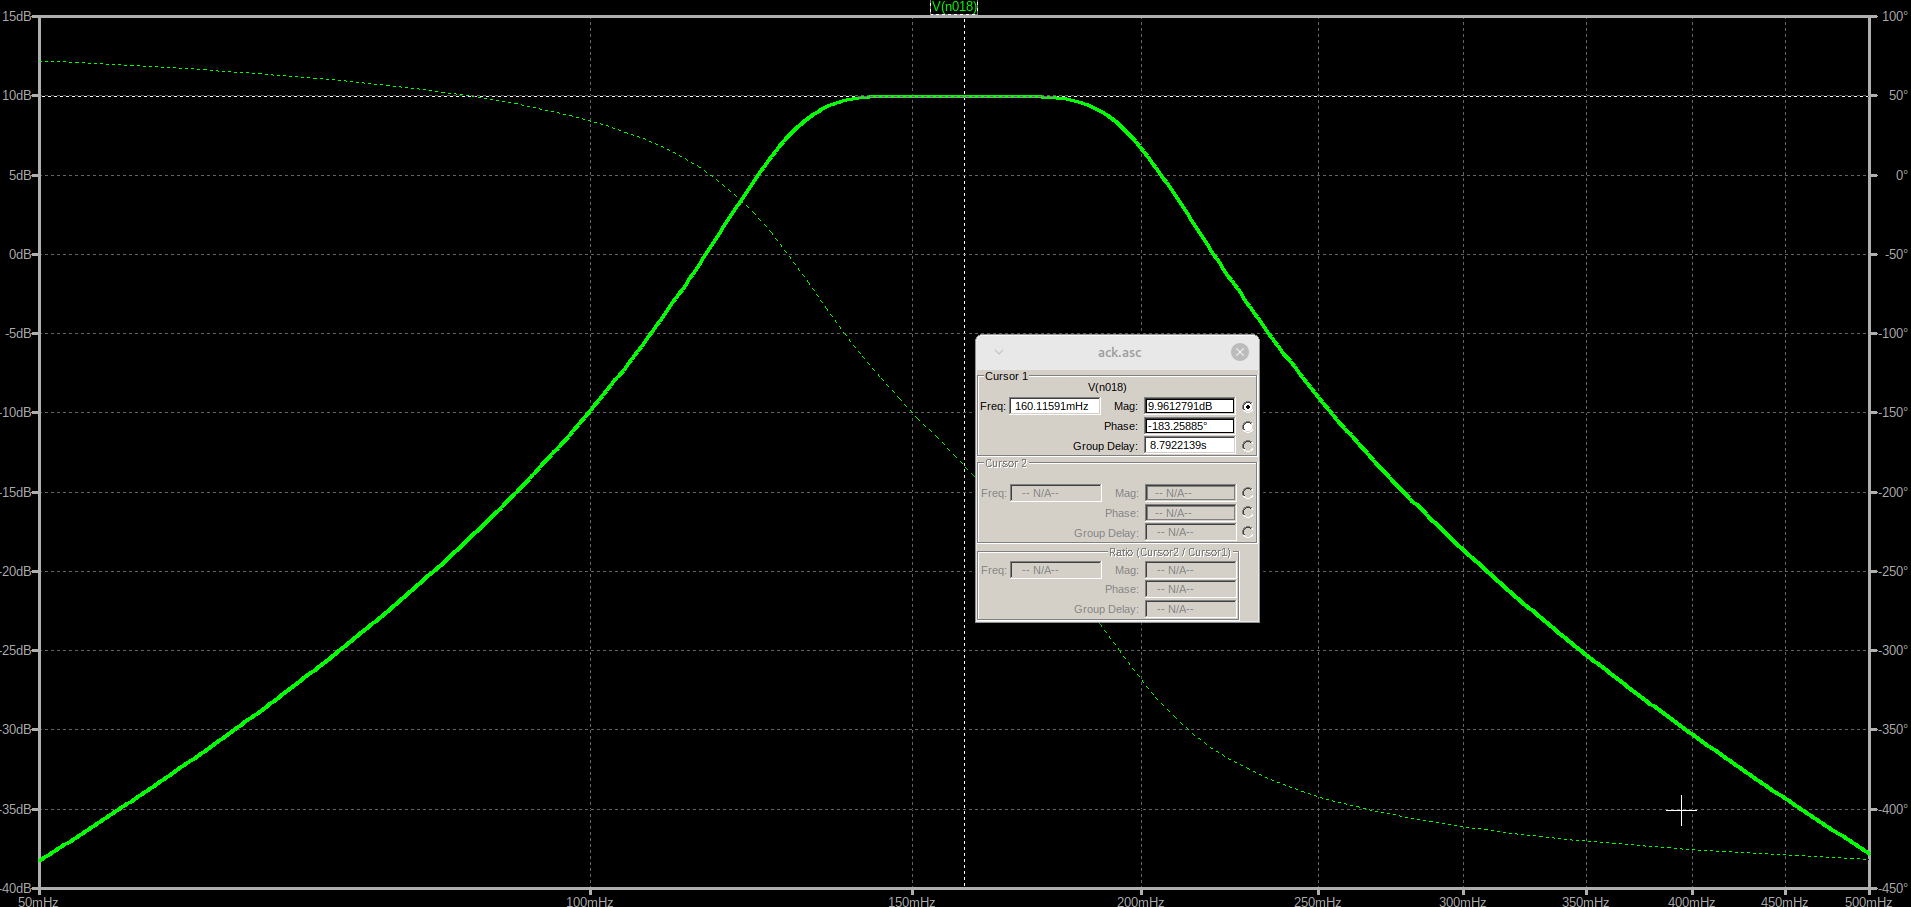 V(n018)
15dB
10dB
5dB
0dB
-5dB
-10dB
-15dB
-20dB
-25dB
-30dB
-35dB
-40dB
100°
50°
0°
-50°
-100°
-150°
-200°
-250°
-300°
-350°
-400°
-450°
ack.asc
Cursor 1
V(n018)
Freq: 160.11591mHz Mag: 9.9612791dB
Phase: -183.25885°
Group Delay: 8.7922139s
Cursor 2
Freq: -- N/A-- Mag: -- N/A--
Phase: -- N/A--
Group Delay: -- N/A--
Ratio (Cursor2 / Cursor1)
Freq: -- N/A-- Mag: -- N/A--
Phase: -- N/A--
Group Delay: -- N/A--
50mHz 100mHz 150mHz 200mHz 250mHz 300mHz 350mHz 400mHz 450mHz 500mHz